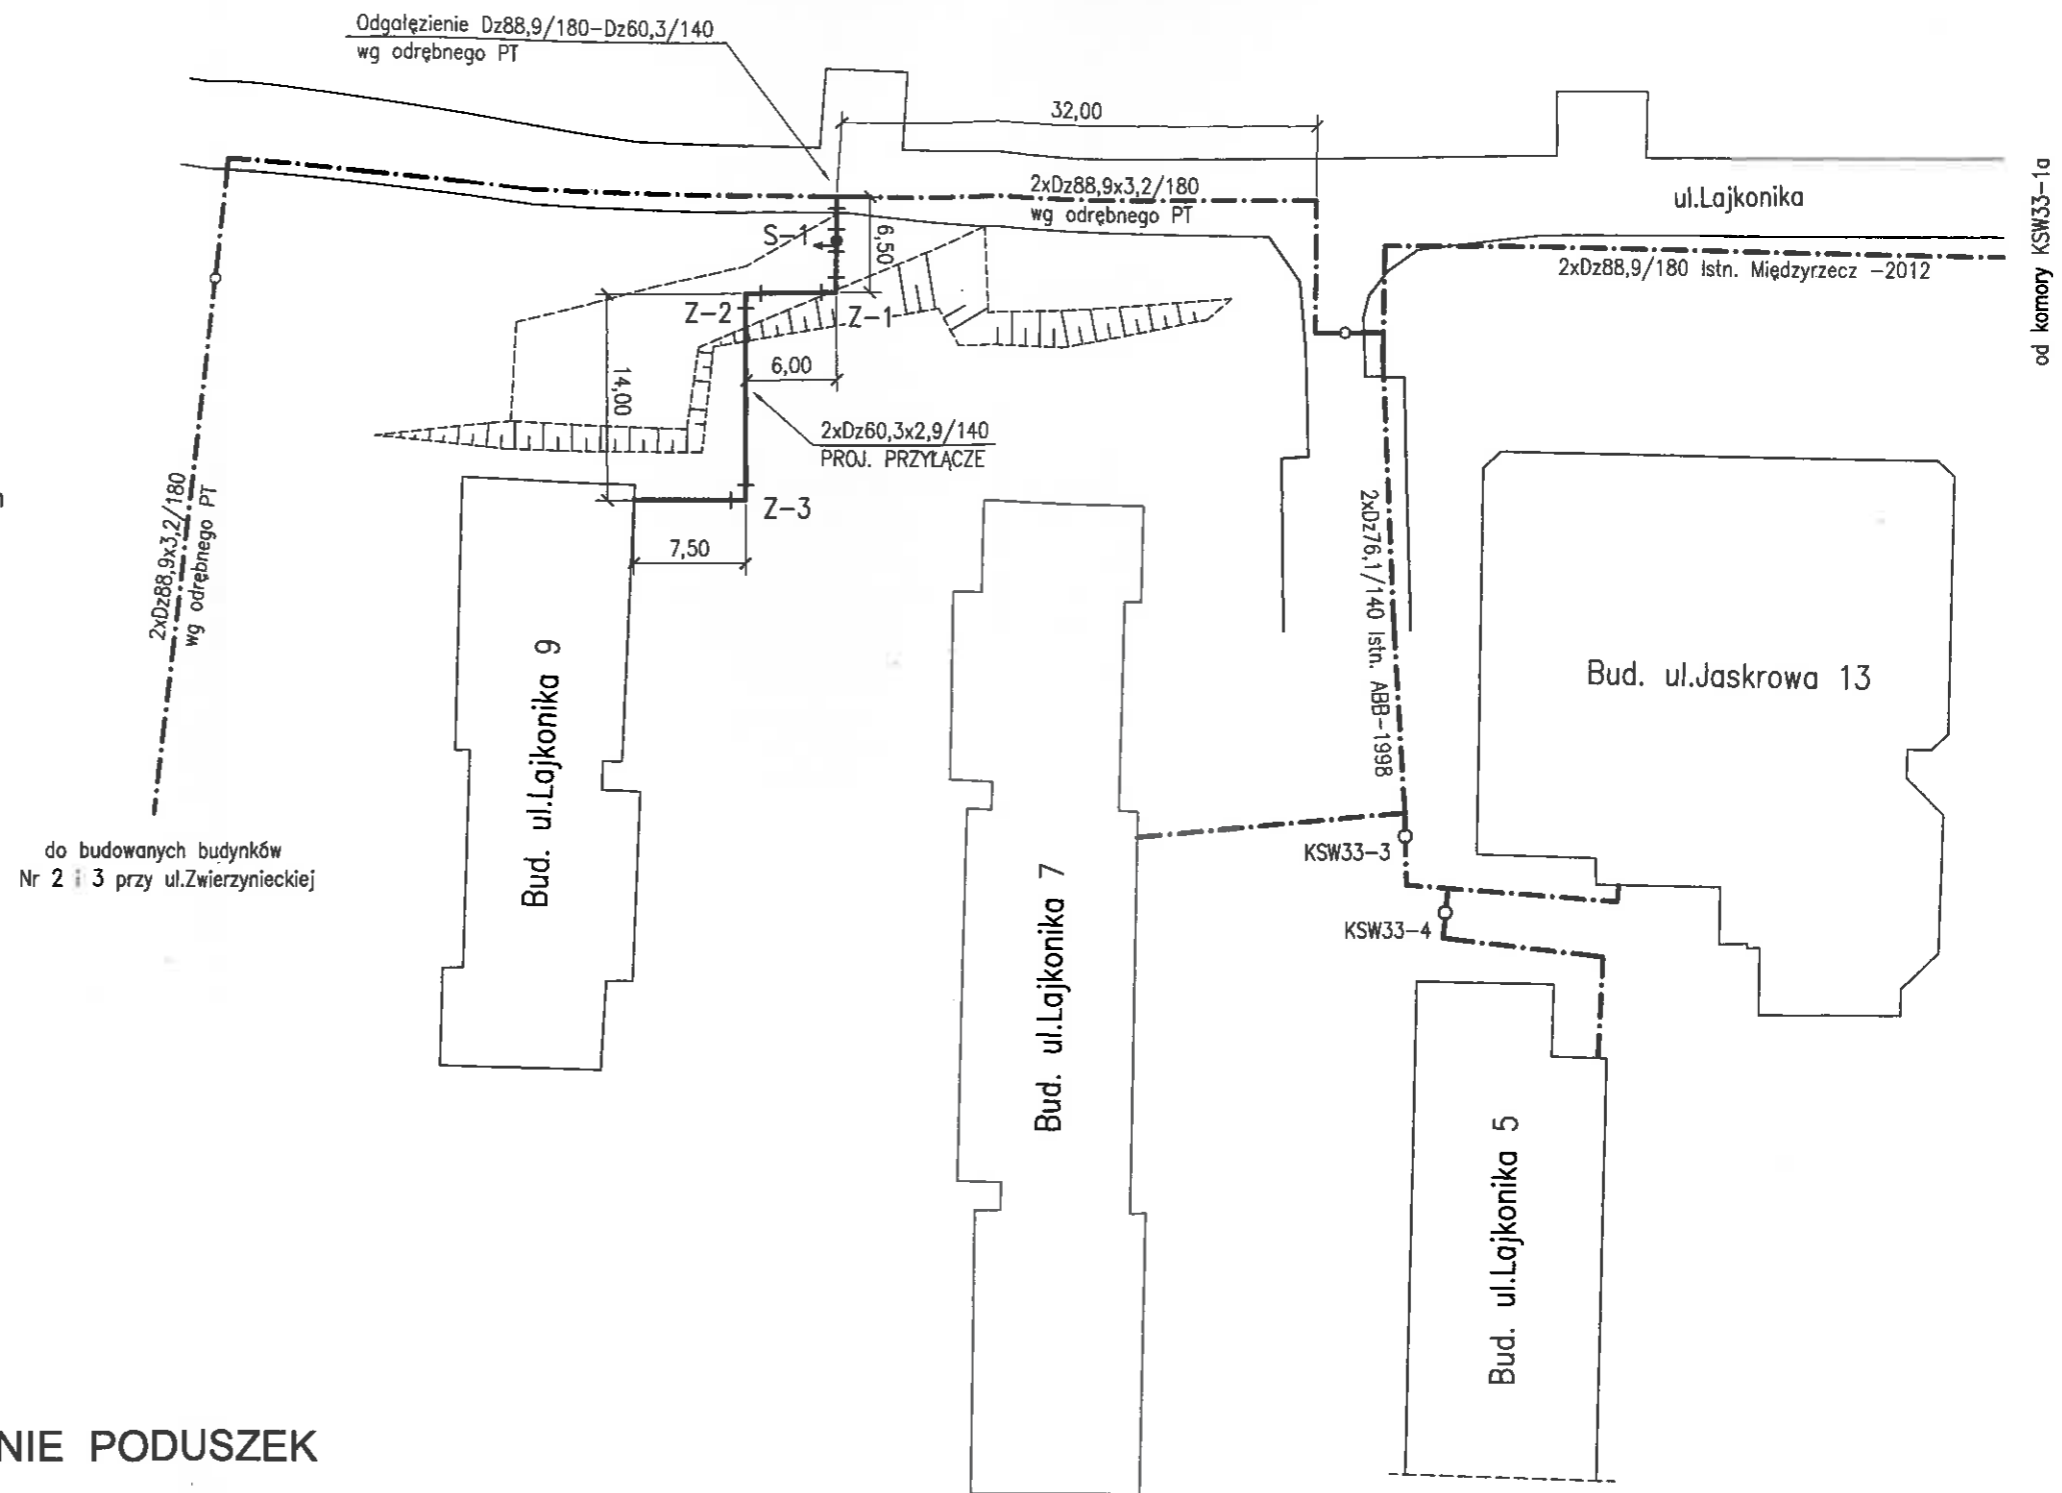 Odgałęzienie Dz88,9/180-Dz60,3/140
wg odrębnego PT
32,00
2xDz88,9x3,2/180
wg odrębnego PT
ul.Lajkonika
od komory KSW33-1a
2xDz88,9/180 Istn. Międzyrzecz -2012
S-1
6,50
Z-2
Z-1
6,00
14,00
2xDz60,3x2,9/140
PROJ. PRZYŁĄCZE
Z-3
7,50
2xDz88,9x3,2/180
wg odrębnego PT
2xDz76,1/140 Istn. ABB-1998
Bud. ul.Lajkonika 9
Bud. ul.Jaskrowa 13
do budowanych budynków
Nr 2 i 3 przy ul.Zwierzynieckiej
KSW33-3
KSW33-4
Bud. ul.Lajkonika 7
Bud. ul.Lajkonika 5
NIE PODUSZEK